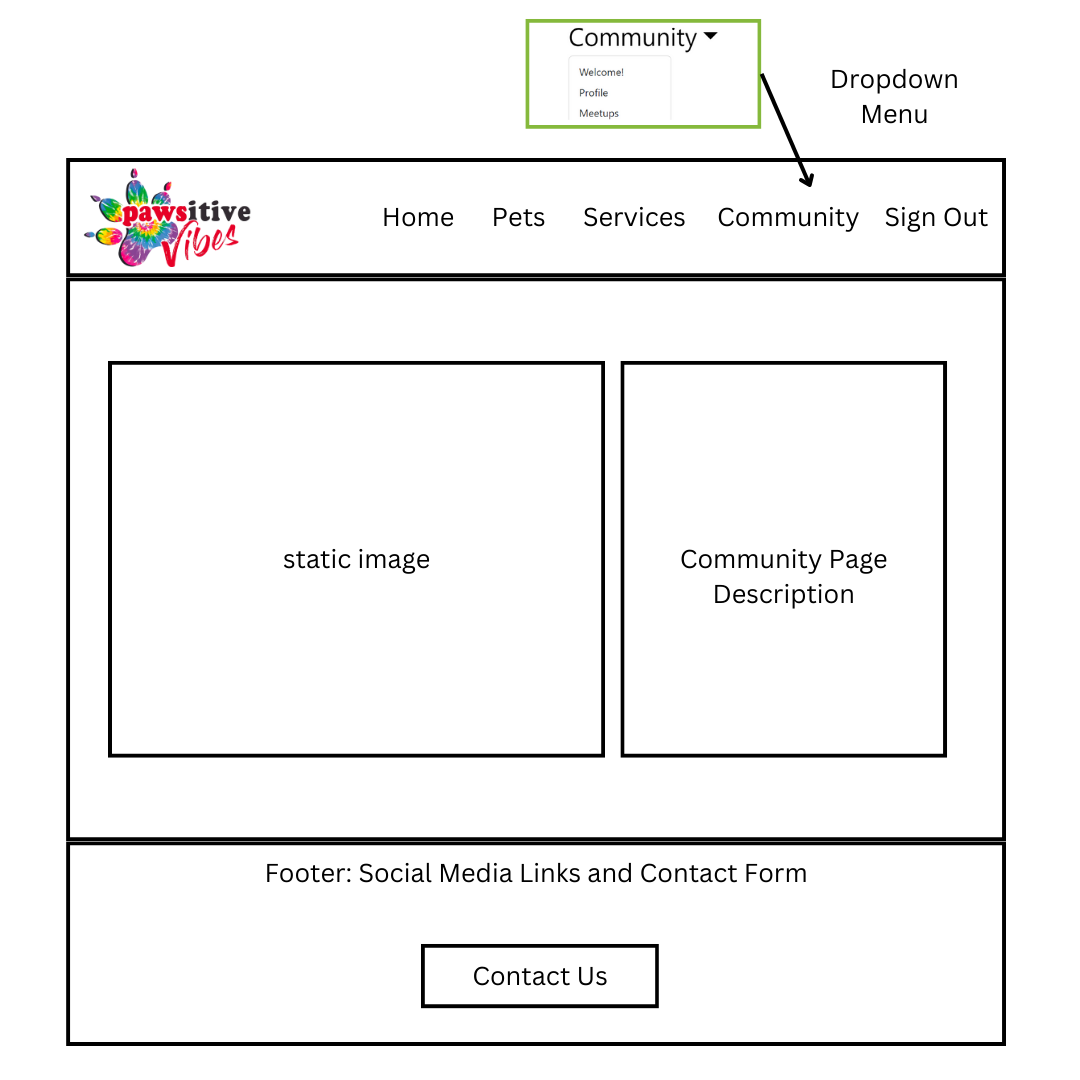 Community
Welcome!
Profile
Meetups
Dropdown
Menu
pawsitive
Vibes
Home Pets Services Community Sign Out
static image
Community Page
Description
Footer: Social Media Links and Contact Form
Contact Us